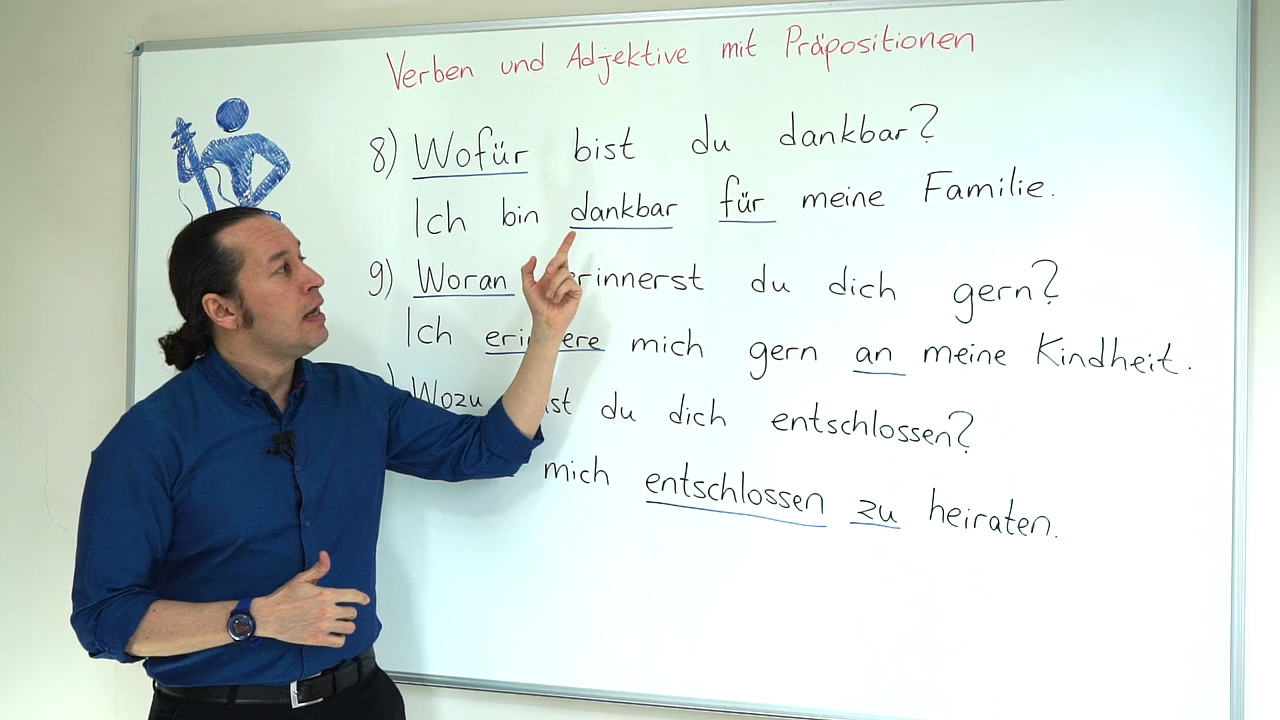 Verben und Adjektive mit Präpositionen
8) Wofür bist du dankbar?
Ich bin dankbar für meine Familie.
9) Woran erinnerst du dich gern?
Ich erinnere mich gern an meine Kindheit.
) Wozu du dich entschlossen?
mich entschlossen zu heiraten.